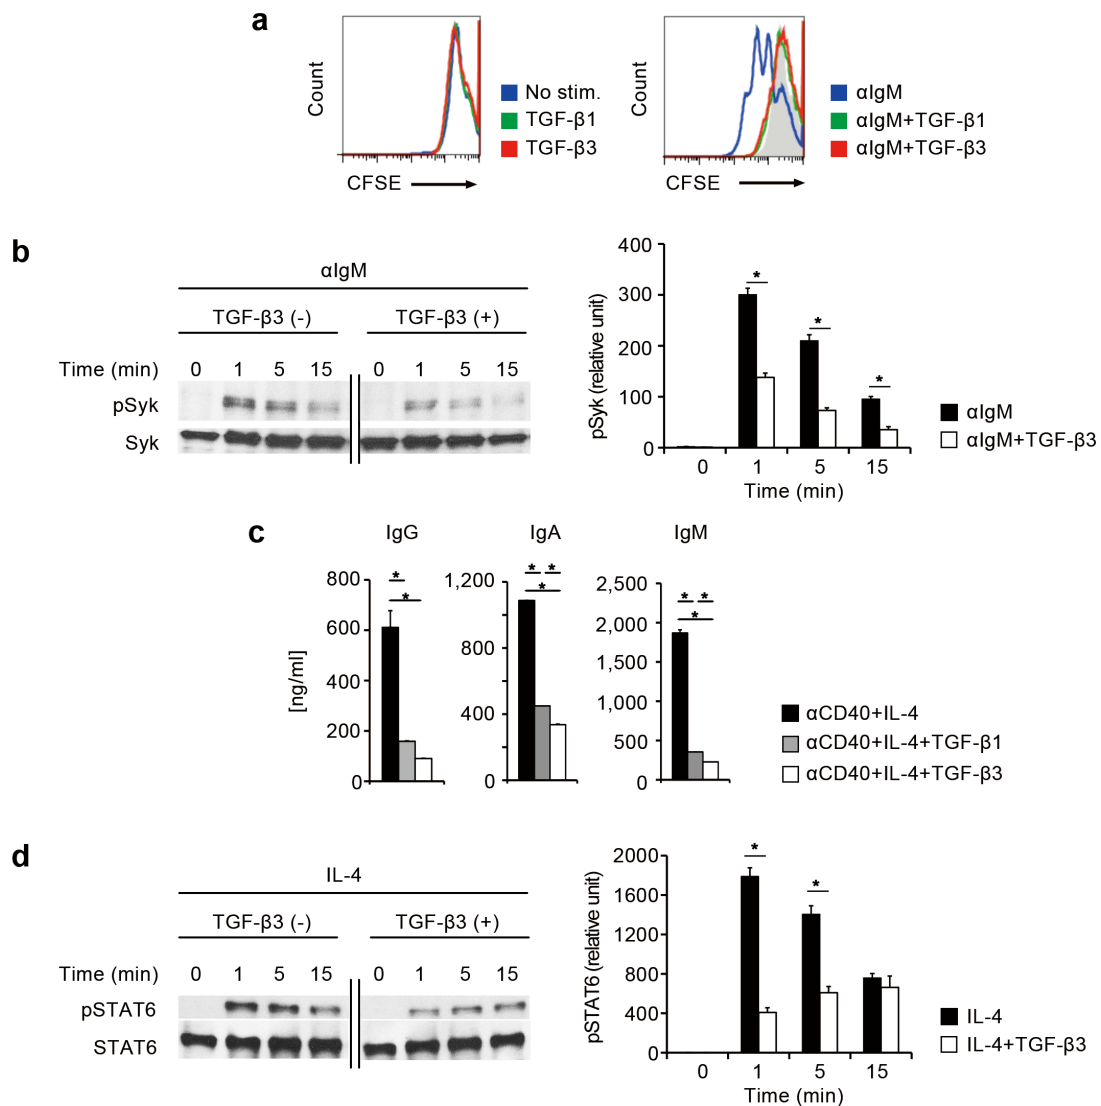 a
Count
CFSE
No stim.
TGF-β1
TGF-β3
Count
CFSE
αIgM
αIgM+TGF-β1
αIgM+TGF-β3
b
αIgM
TGF-β3 (-)
TGF-β3 (+)
Time (min) 0 1 5 15 0 1 5 15
pSyk
Syk
pSyk (relative unit)
400
300
200
100
0
0 1 5 15
Time (min)
*
*
*
αIgM
αIgM+TGF-β3
c
[ng/ml]
IgG
800
600
400
200
0
* 
*
IgA
1,200
800
400
0
* *
*
IgM
2,500
2,000
1,500
1,000
500
0
* *
*
αCD40+IL-4
αCD40+IL-4+TGF-β1
αCD40+IL-4+TGF-β3
d
IL-4
TGF-β3 (-)
TGF-β3 (+)
Time (min) 0 1 5 15 0 1 5 15
pSTAT6
STAT6
pSTAT6 (relative unit)
2000
1600
1200
800
400
0
0 1 5 15
Time (min)
*
*
IL-4
IL-4+TGF-β3